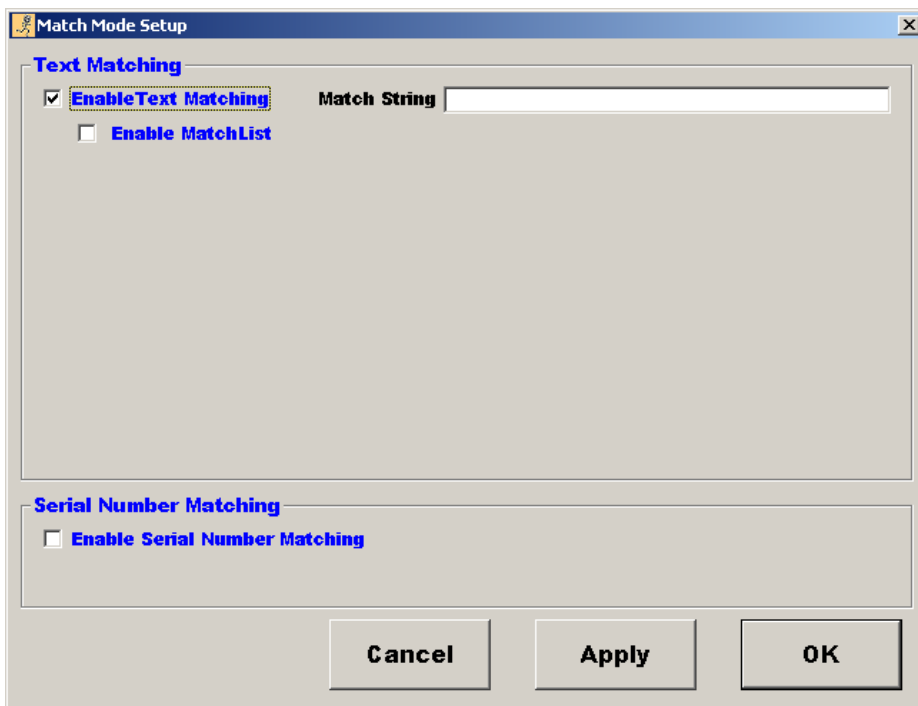 Match Mode Setup
Text Matching
EnableText Matching Match String
Enable MatchList
Serial Number Matching
Enable Serial Number Matching
Cancel Apply OK